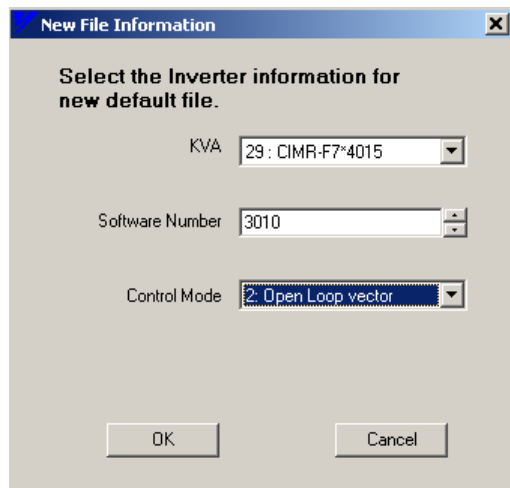 New File Information
Select the Inverter information for
new default file.
KVA 29 : CIMR-F7*4015
Software Number 3010
Control Mode 2: Open Loop vector
OK Cancel